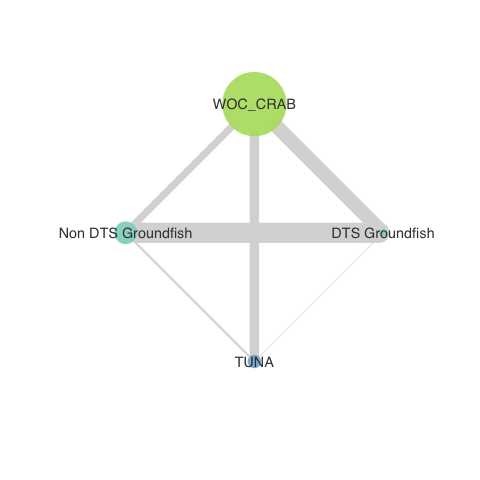 WOC_CRAB
Non DTS Groundfish
DTS Groundfish
TUNA